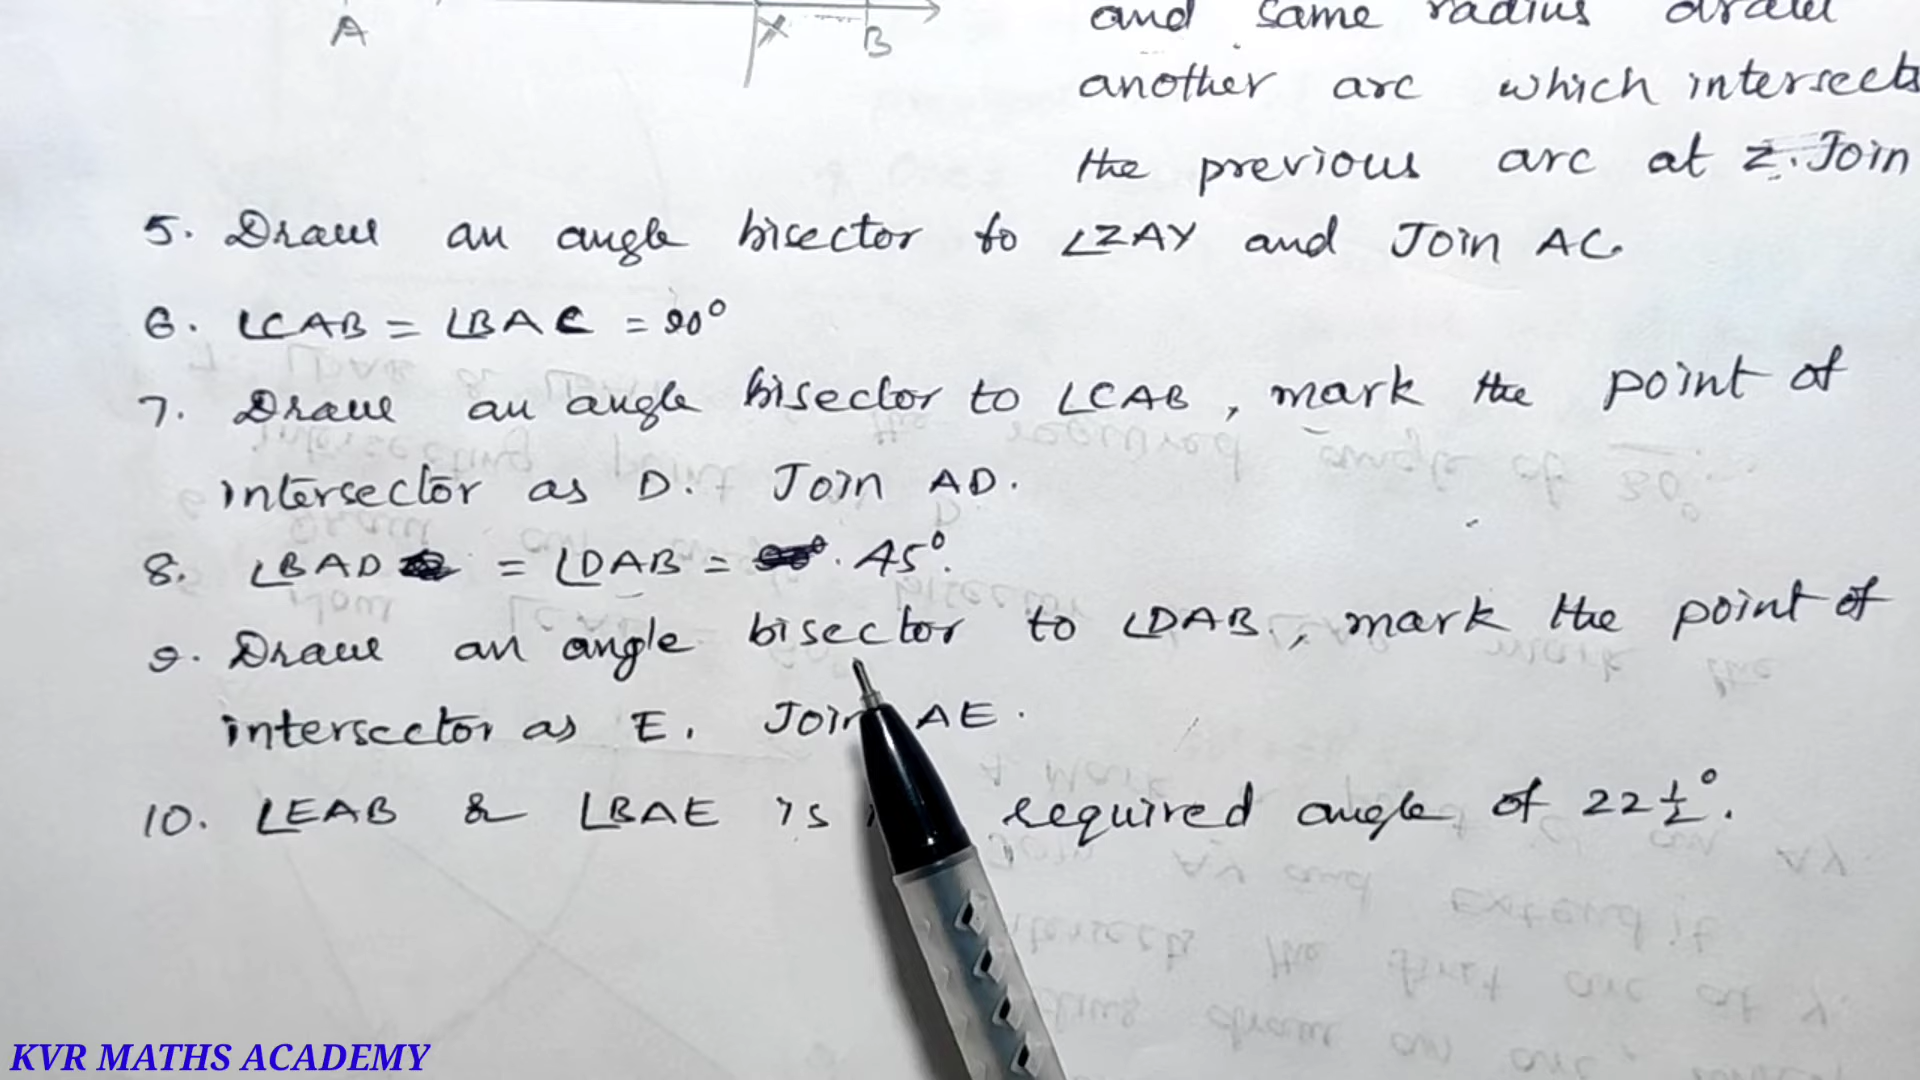 A X B
and same radius draw
another arc which intersects
the previous arc at Z. Join
5. Draw an angle bisector to ∠ZAY and Join AC
6. ∠CAB = ∠BAC = 90°
7. Draw an angle bisector to ∠CAB, mark the point of
intersector as D. Join AD.
8. ∠BAD = ∠DAB = 45°.
9. Draw an angle bisector to ∠DAB, mark the point of
intersector as E. Join AE.
10. ∠EAB & ∠BAE is required angle of 22 1/2°.
KVR MATHS ACADEMY